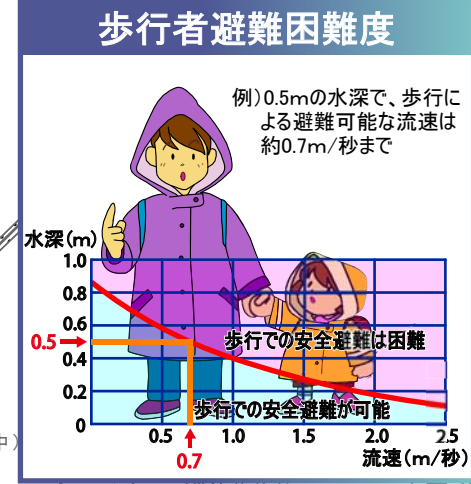 歩行者避難困難度
例)0.5mの水深で、歩行に
よる避難可能な流速は
約0.7m/秒まで
水深(m)
1.0
0.8
0.6
0.5
0.4
0.2
0
歩行での安全避難は困難
歩行での安全避難が可能
0.5
1.0
1.5
2.0
2.5
0.7
流速(m/秒)
中)